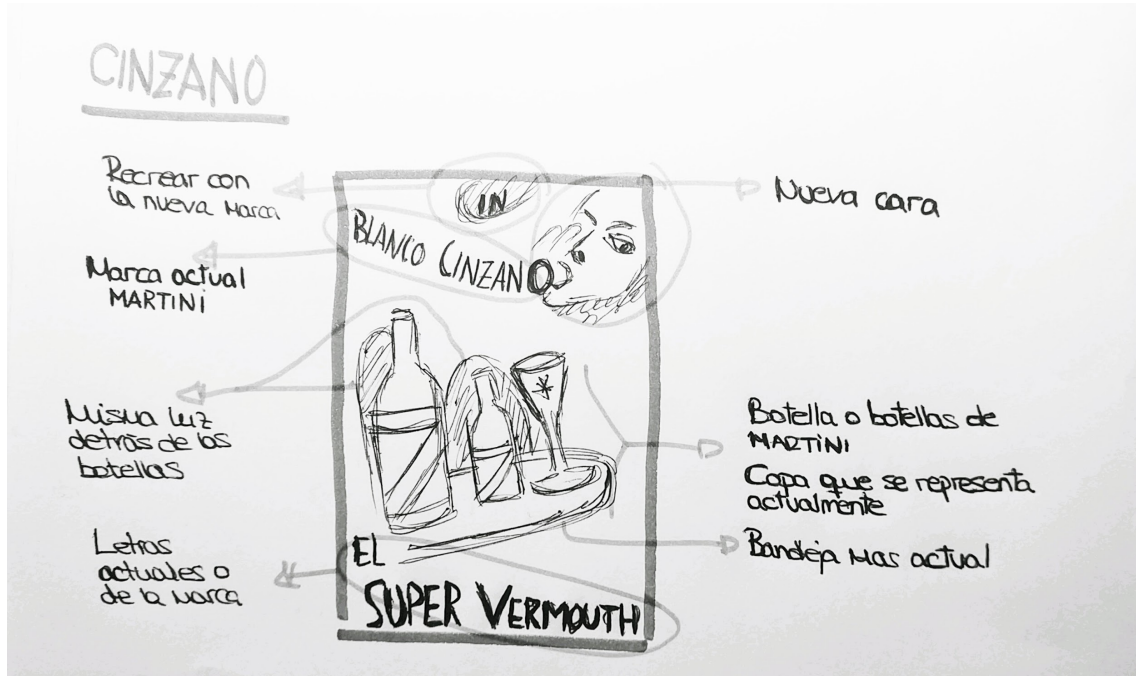 CINZANO
Recrear con
la nueva marca
Marca actual
MARTINI
Misma luz
detrás de las
botellas
Letras
actuales o
de la marca
IN
BLANCO CINZANO
EL
SUPER VERMOUTH
Nueva cara
Botella o botellas de
MARTINI
Copa que se representa
actualmente
Bandeja mas actual